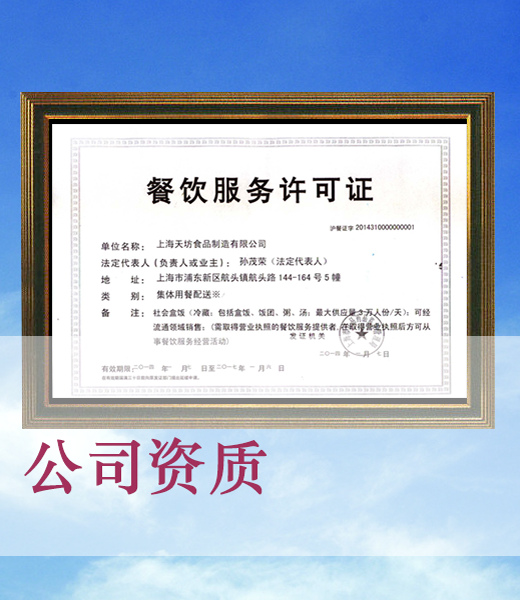 餐饮服务许可证
沪餐证字 2014310000000001
单位名称： 上海天坊食品制造有限公司
法定代表人（负责人或业主）： 孙茂荣（法定代表人）
地 址： 上海市浦东新区航头镇航头路 144-164 号 5 幢
类 别： 集体用餐配送※
备 注： 社会盒饭（冷藏；包括盒饭、饭团、粥、汤；最大供应量 3 万人份/天）；可经
流通领域销售；（需取得营业执照的餐饮服务提供者，在取得营业执照后方可从
事餐饮服务经营活动）
发证机关
二〇一四年 一月 七日
有效期限：二〇一四年 一月 七日至二〇一七年 一月 六日
公司资质